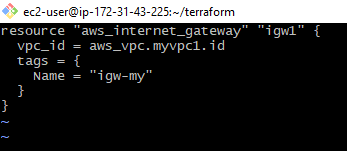 ec2-user@ip-172-31-43-225:~/terraform
resource "aws_internet_gateway" "igw1" {
  vpc_id = aws_vpc.myvpc1.id
  tags = {
    Name = "igw-my"
  }
}
~
~